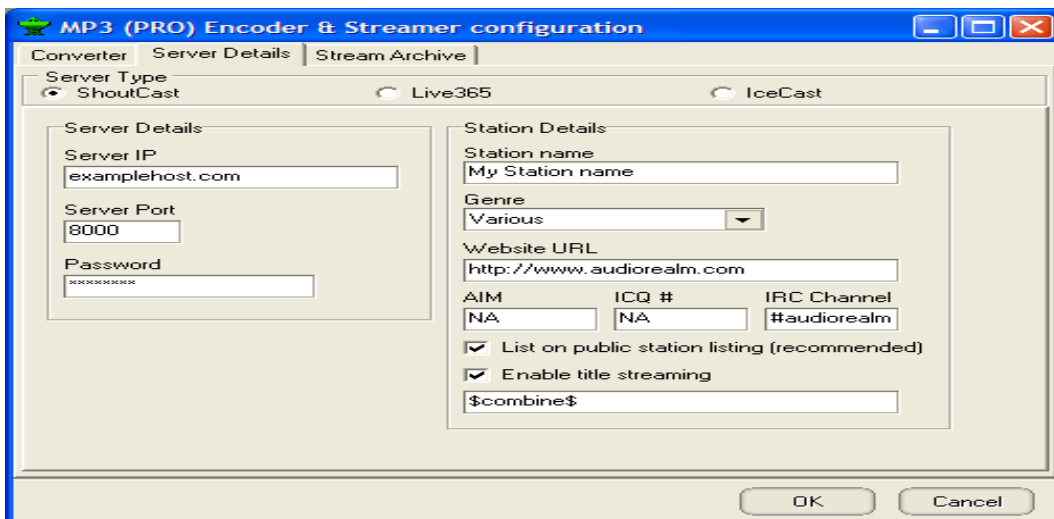 MP3 (PRO) Encoder & Streamer configuration
Converter Server Details Stream Archive
Server Type
ShoutCast Live365 IceCast
Server Details
Server IP
examplehost.com
Server Port
8000
Password
********
Station Details
Station name
My Station name
Genre
Various
Website URL
http://www.audiorealm.com
AIM ICQ # IRC Channel
NA NA #audiorealm
List on public station listing (recommended)
Enable title streaming
$combine$
OK Cancel